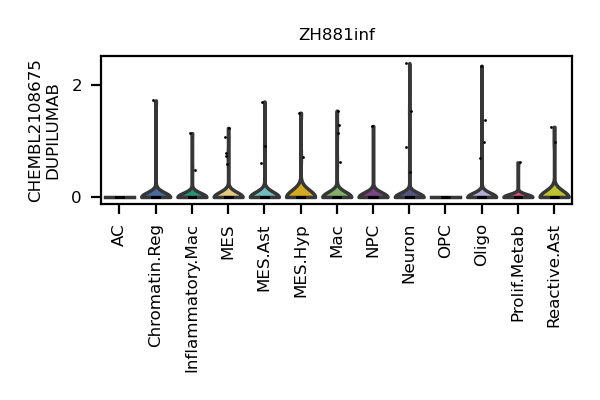 ZH881inf
CHEMBL2108675
DUPILUMAB
2
0
AC
Chromatin.Reg
Inflammatory.Mac
MES
MES.Ast
MES.Hyp
Mac
NPC
Neuron
OPC
Oligo
Prolif.Metab
Reactive.Ast